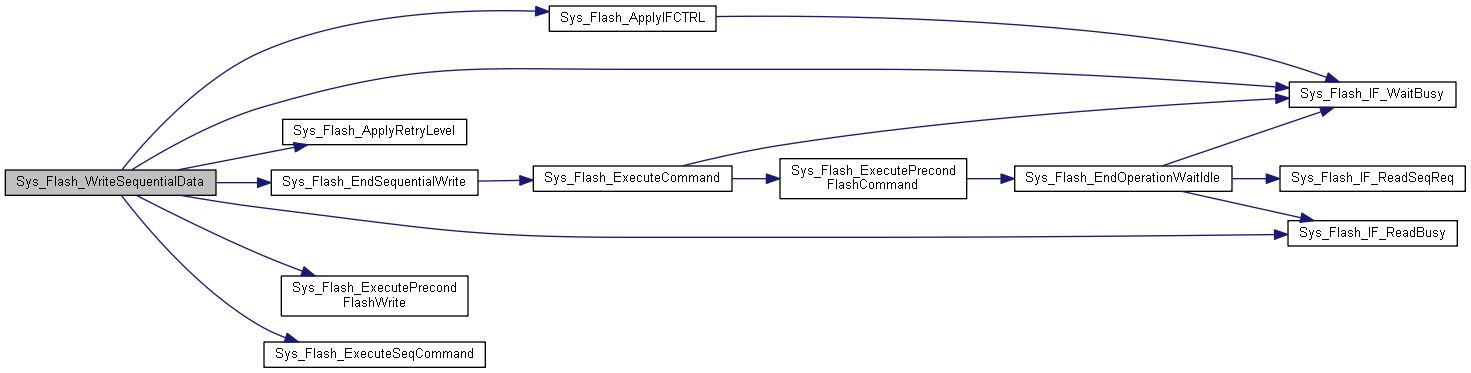 Sys_Flash_ApplyIFCTRL
Sys_Flash_IF_WaitBusy
Sys_Flash_ApplyRetryLevel
Sys_Flash_WriteSequentialData
Sys_Flash_EndSequentialWrite
Sys_Flash_ExecuteCommand
Sys_Flash_ExecutePrecond
FlashCommand
Sys_Flash_EndOperationWaitIdle
Sys_Flash_IF_ReadSeqReq
Sys_Flash_IF_ReadBusy
Sys_Flash_ExecutePrecond
FlashWrite
Sys_Flash_ExecuteSeqCommand